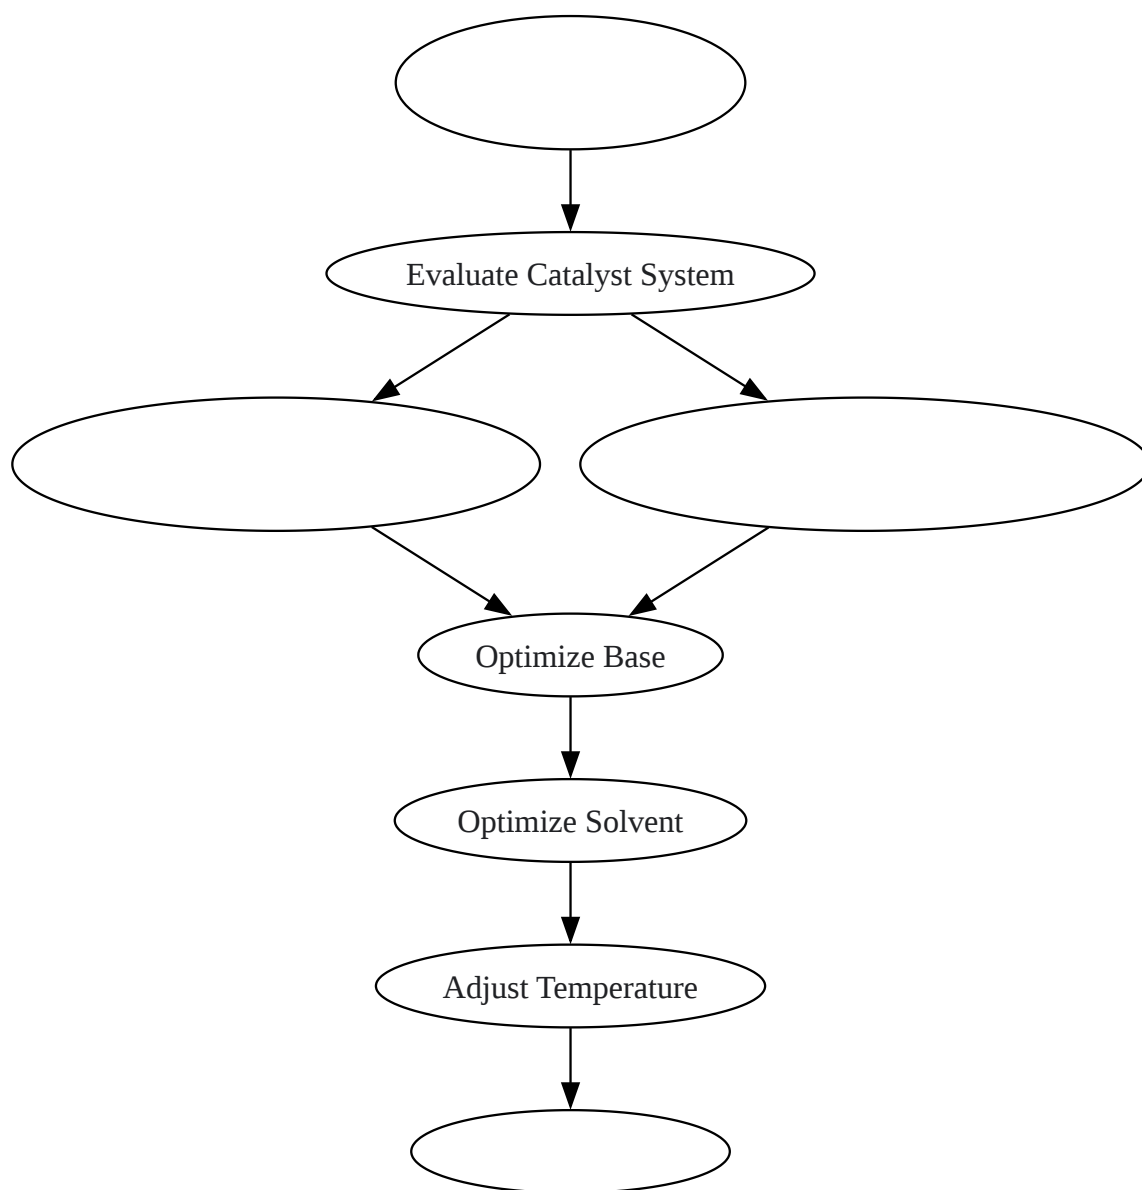 Evaluate Catalyst System
Optimize Base
Optimize Solvent
Adjust Temperature